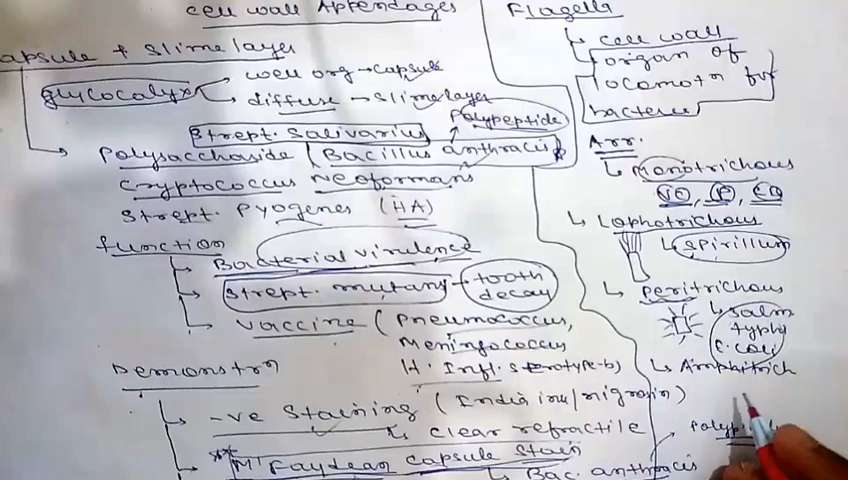 Cell wall Appendages
Capsule + Slime layer
glycocalyx
well org → capsule
diffuse → slime layer
Polypeptide
Strept. Salivarius
Polysaccharide (Bacillus anthracis)
Cryptococcus Neoformans
Strept. Pyogenes (HA)
function
Bacterial virulence
Strept. mutans → tooth decay
vaccine (Pneumococcus,
Meningococcus
H. Infl. Serotype-b)
Demonstrn
-ve Staining (India ink/nigrosin)
clear refractile
M' Faydean capsule stain
Bac. anthracis
Flagella
cell wall
organ of
locomotn for
bacteria
Arr.
Monotrichous
Lophotrichous
Spirillum
Peritrichous
Salm
typhi
E. coli
Amphitrich